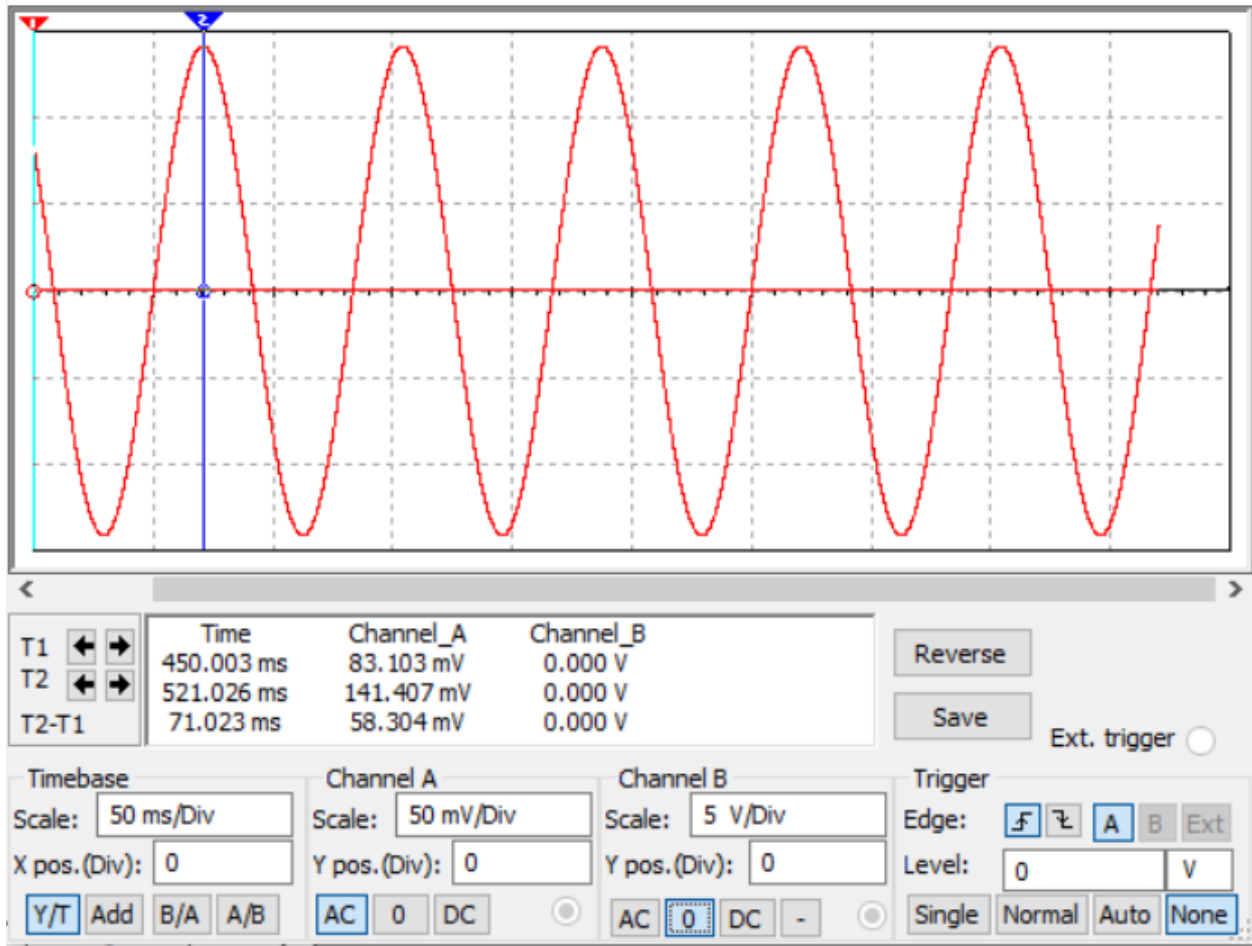 1 2
Time Channel_A Channel_B
T1 450.003 ms 83.103 mV 0.000 V
T2 521.026 ms 141.407 mV 0.000 V
T2-T1 71.023 ms 58.304 mV 0.000 V
Reverse
Save
Ext. trigger
Timebase Channel A Channel B Trigger
Scale: 50 ms/Div Scale: 50 mV/Div Scale: 5 V/Div Edge: A B Ext
X pos.(Div): 0 Y pos.(Div): 0 Y pos.(Div): 0 Level: 0 V
Y/T Add B/A A/B AC 0 DC AC 0 DC - Single Normal Auto None